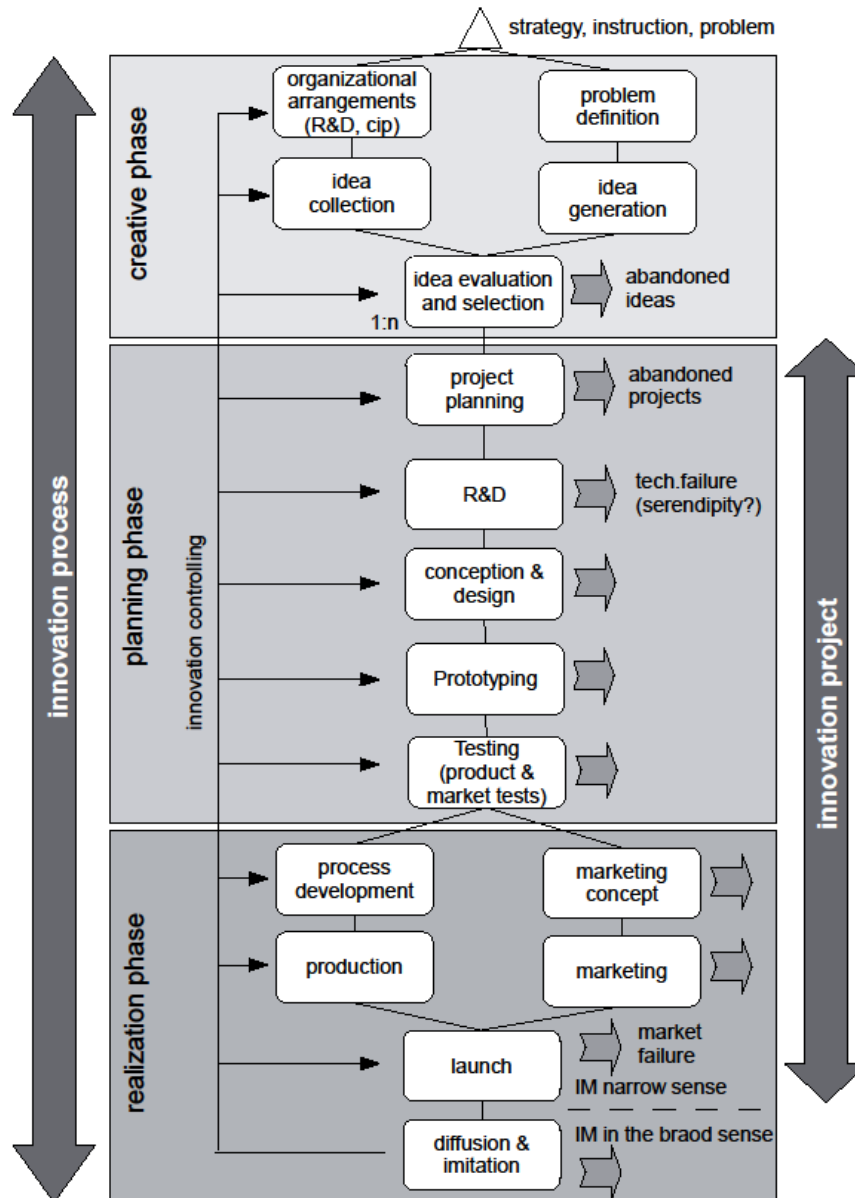 strategy, instruction, problem
organizational
arrangements
(R&D, cip)
problem
definition
idea
collection
idea
generation
idea evaluation
and selection
abandoned
ideas
1:n
creative phase
project
planning
abandoned
projects
R&D
tech.failure
(serendipity?)
conception &
design
Prototyping
Testing
(product &
market tests)
planning phase
innovation controlling
innovation process
innovation project
process
development
marketing
concept
production
marketing
launch
market
failure
IM narrow sense
IM in the braod sense
diffusion &
imitation
realization phase